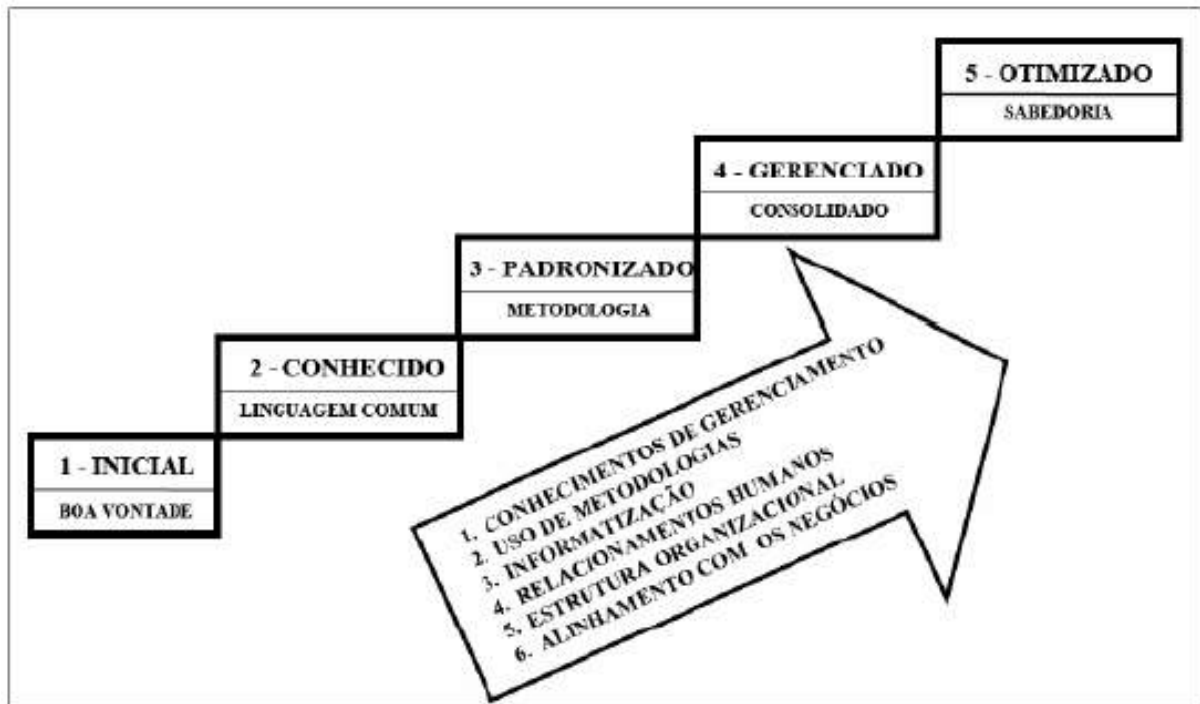 5 - OTIMIZADO
SABEDORIA
4 - GERENCIADO
CONSOLIDADO
3 - PADRONIZADO
METODOLOGIA
2 - CONHECIDO
LINGUAGEM COMUM
1 - INICIAL
BOA VONTADE
1. CONHECIMENTOS DE GERENCIAMENTO
2. USO DE METODOLOGIAS
3. INFORMATIZAÇÃO
4. RELACIONAMENTOS HUMANOS
5. ESTRUTURA ORGANIZACIONAL
6. ALINHAMENTO COM OS NEGÓCIOS